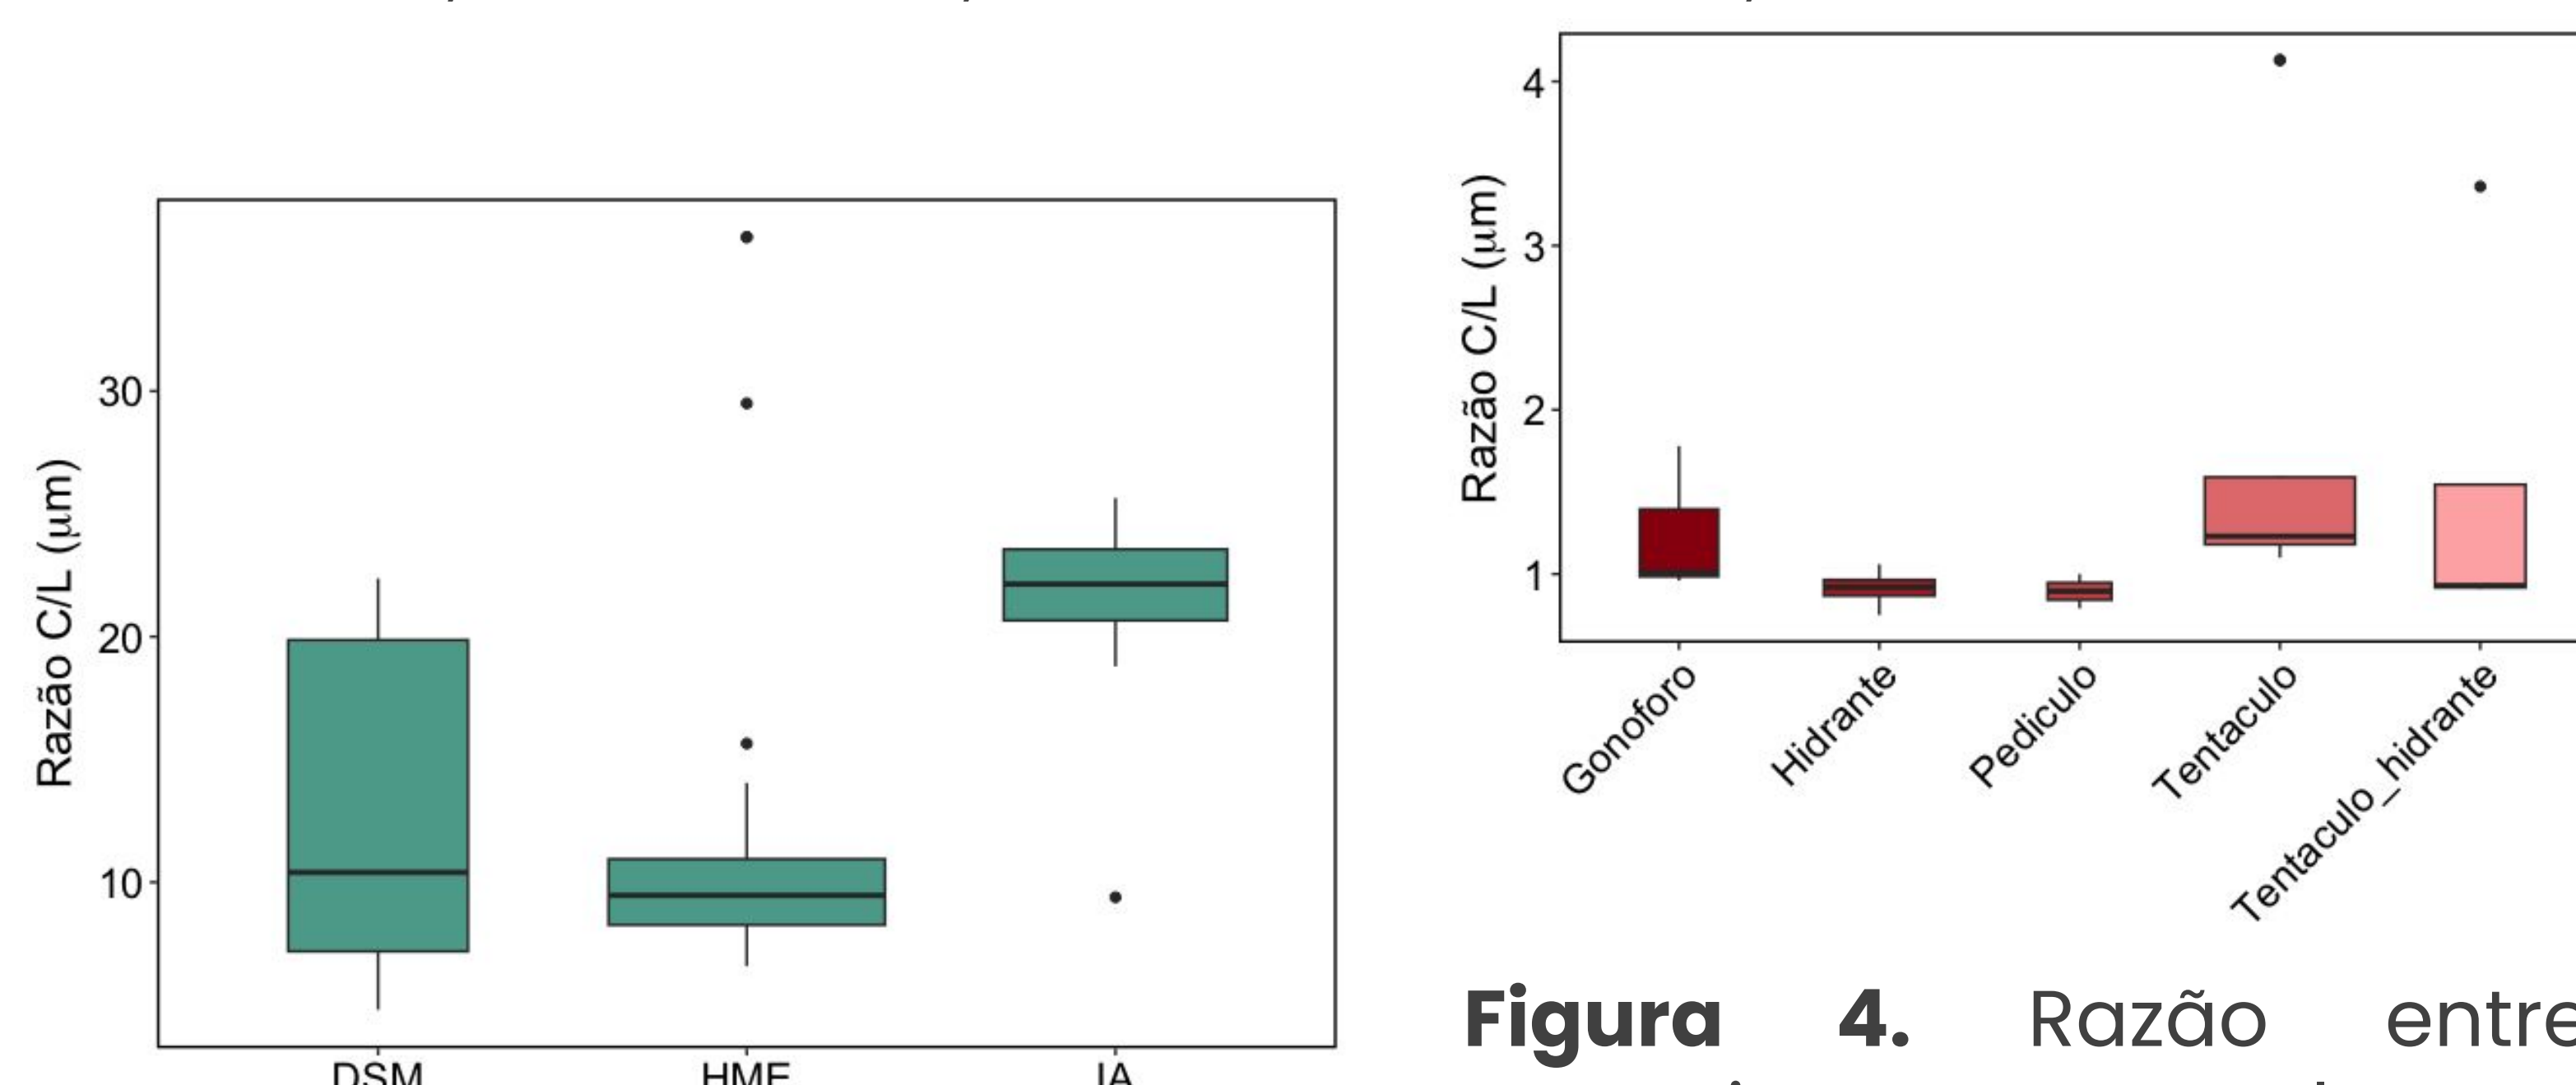 Razão C/L (μm)
30
20
10
DSM
HME
IA
Razão C/L (μm)
4
3
2
1
Gonoforo
Hidrante
Pediculo
Tentaculo
Tentaculo_hidrante
Figura 4. Razão entre